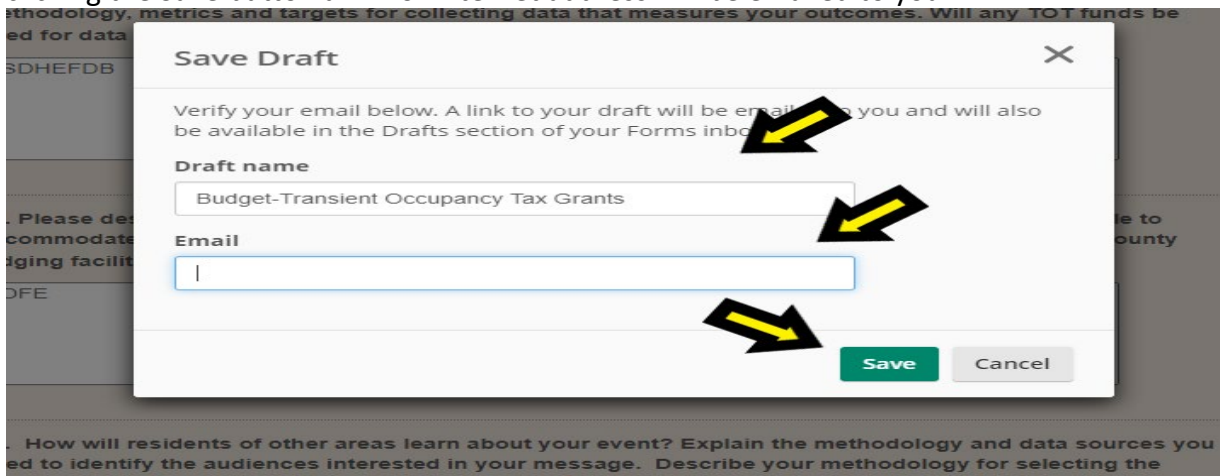 ethodology, metrics and targets for collecting data that measures your outcomes. Will any TOT funds be
ed for data
SDHEFDB
Save Draft
Verify your email below. A link to your draft will be you and will also
be available in the Drafts section of your Forms
Draft name
Budget-Transient Occupancy Tax Grants
. Please des
le to
commodate
ounty
Email
dging facilit
OFE
Save Cancel
. How will residents of other areas learn about your event? Explain the methodology and data sources you
ed to identify the audiences interested in your message. Describe your methodology for selecting the